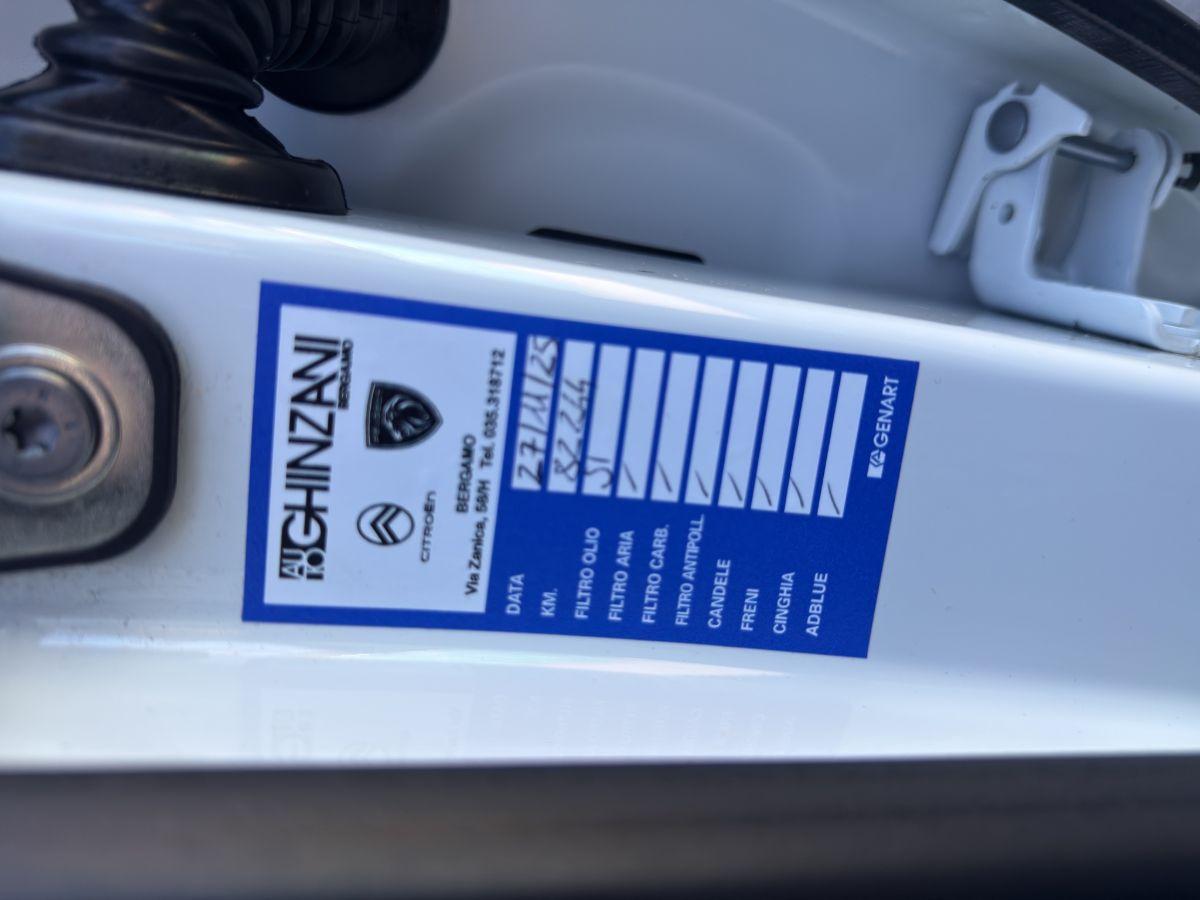 AUTO GHINZANI
BERGAMO
CITROËN
BERGAMO
Via Zanica, 58/H Tel. 035.318712
DATA 27/11/25
KM. 82244
FILTRO OLIO SI
FILTRO ARIA /
FILTRO CARB. /
FILTRO ANTIPOLL. /
CANDELE /
FRENI /
CINGHIA /
ADBLUE /
GENART